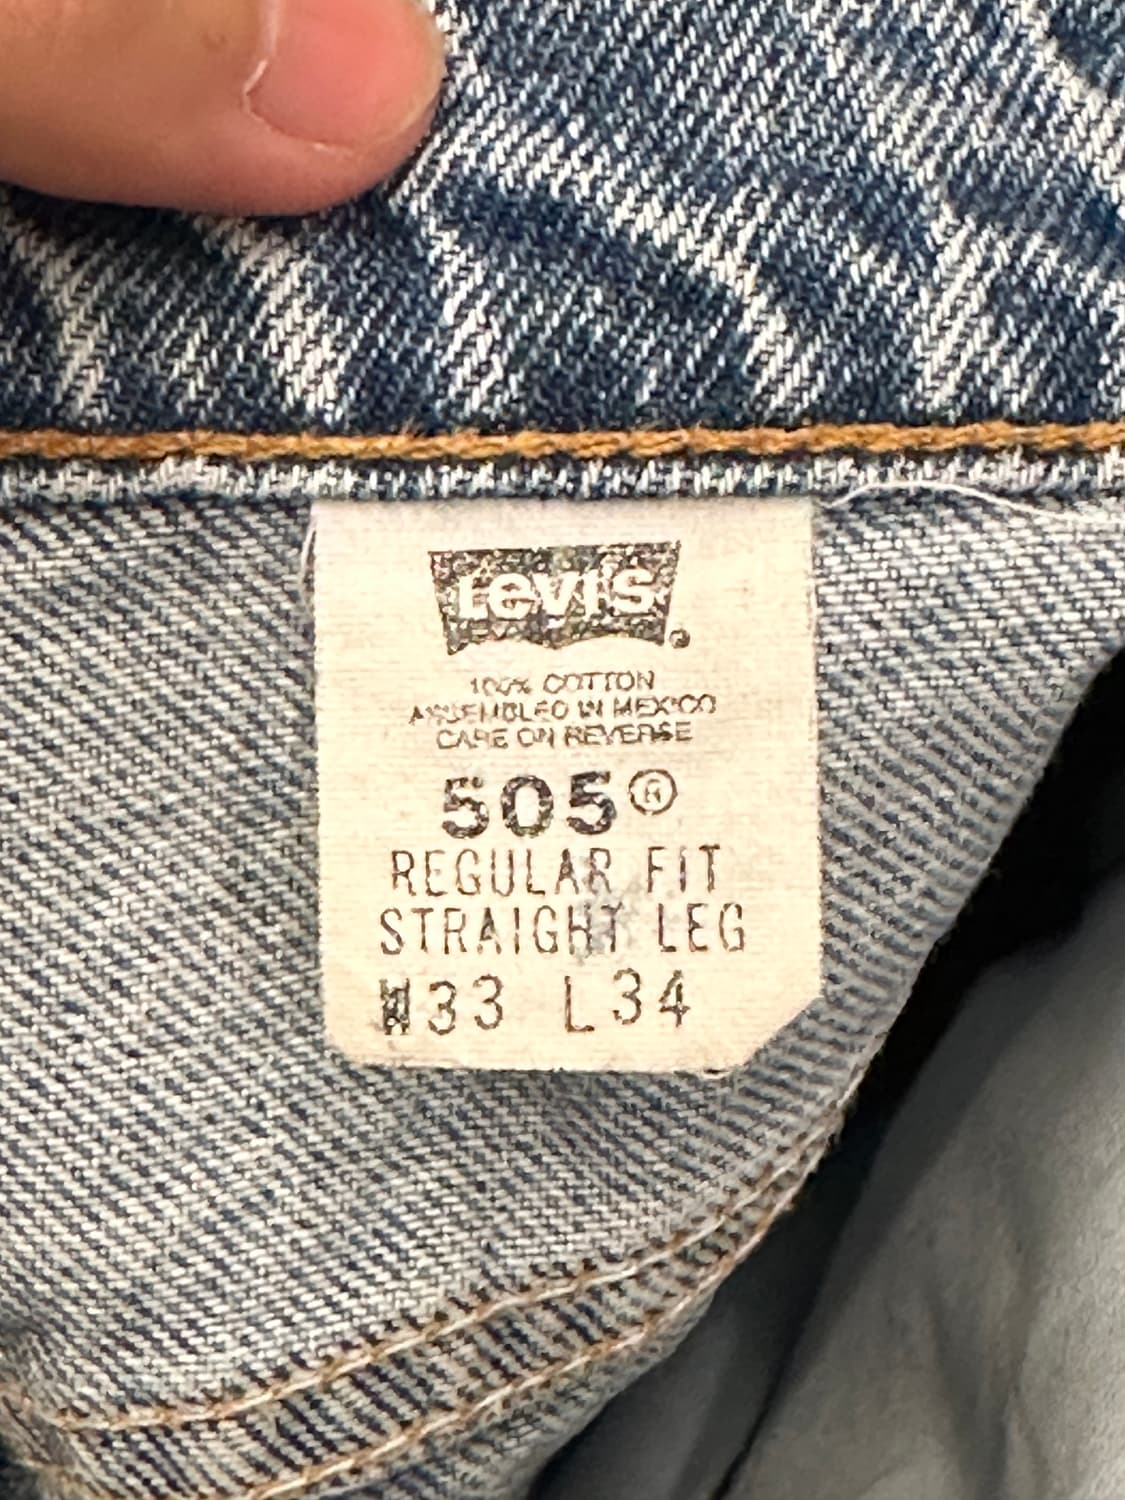 Levi's®
100% COTTON
ASSEMBLED IN MEXICO
CARE ON REVERSE
505®
REGULAR FIT
STRAIGHT LEG
W33 L34